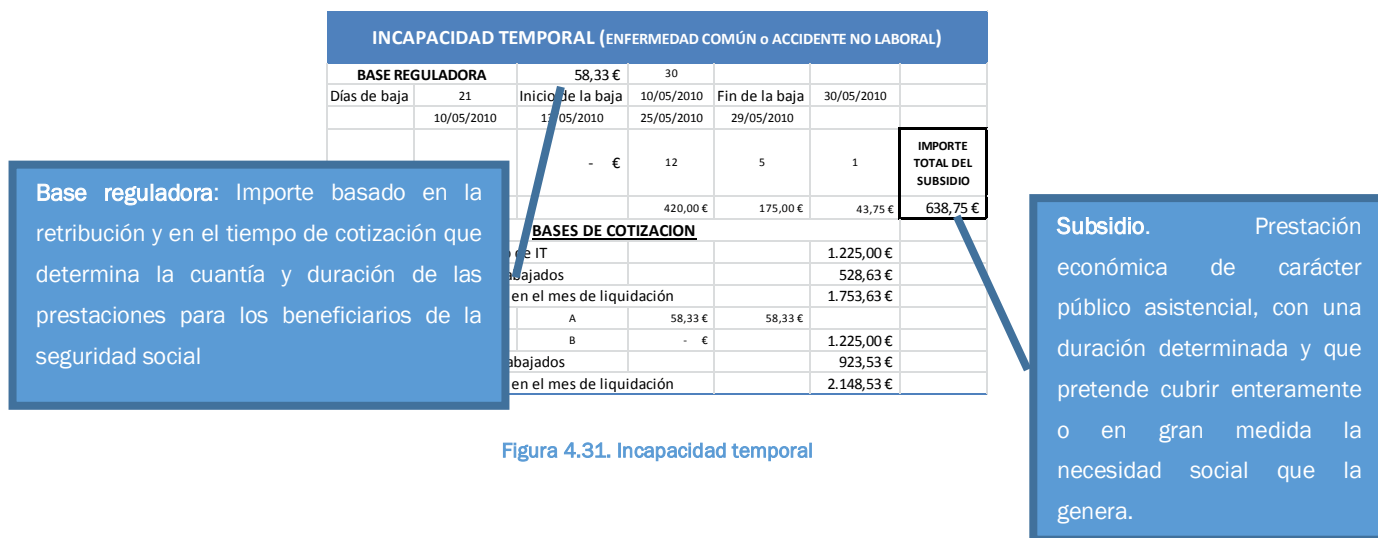 INCAPACIDAD TEMPORAL (ENFERMEDAD COMÚN o ACCIDENTE NO LABORAL)
BASE REGULADORA 58,33 € 30
Días de baja 21 Inicio de la baja 10/05/2010 Fin de la baja 30/05/2010
10/05/2010 25/05/2010 29/05/2010
- € 12 5 1 IMPORTE
TOTAL DEL
SUBSIDIO
420,00 € 175,00 € 43,75 € 638,75 €
BASES DE COTIZACION
de IT 1.225,00 €
528,63 €
en el mes de liquidación 1.753,63 €
A 58,33 € 58,33 €
B - € 1.225,00 €
923,53 €
en el mes de liquidación 2.148,53 €
Base reguladora: Importe basado en la
retribución y en el tiempo de cotización que
determina la cuantía y duración de las
prestaciones para los beneficiarios de la
seguridad social
Subsidio. Prestación
económica de carácter
público asistencial, con una
duración determinada y que
pretende cubrir enteramente
o en gran medida la
necesidad social que la
genera.
Figura 4.31. Incapacidad temporal